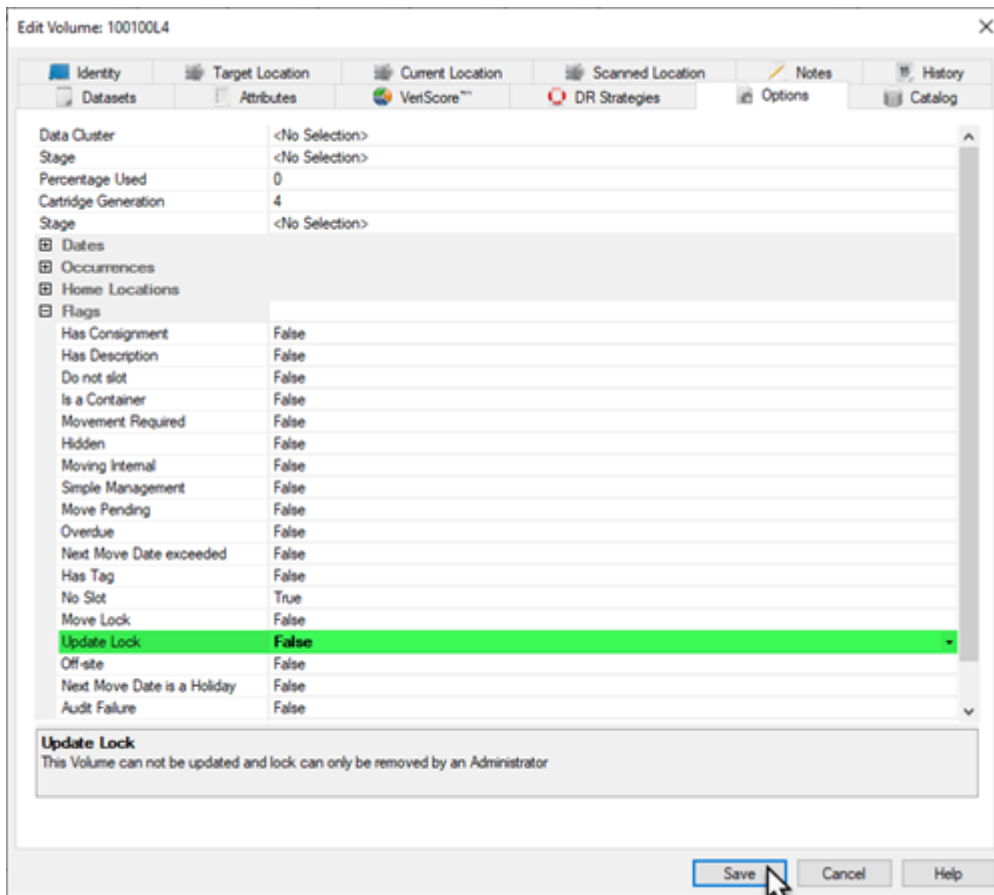 Edit Volume: 100100L4
Identity Target Location Current Location Scanned Location Notes History
Datasets Attributes VeriScore™ DR Strategies Options Catalog
Data Cluster <No Selection>
Stage <No Selection>
Percentage Used 0
Cartridge Generation 4
Stage <No Selection>
Dates
Occurrences
Home Locations
Flags
Has Consignment False
Has Description False
Do not slot False
Is a Container False
Movement Required False
Hidden False
Moving Internal False
Simple Management False
Move Pending False
Overdue False
Next Move Date exceeded False
Has Tag False
No Slot True
Move Lock False
Update Lock False
Off-site False
Next Move Date is a Holiday False
Audit Failure False
Update Lock
This Volume can not be updated and lock can only be removed by an Administrator
Save Cancel Help